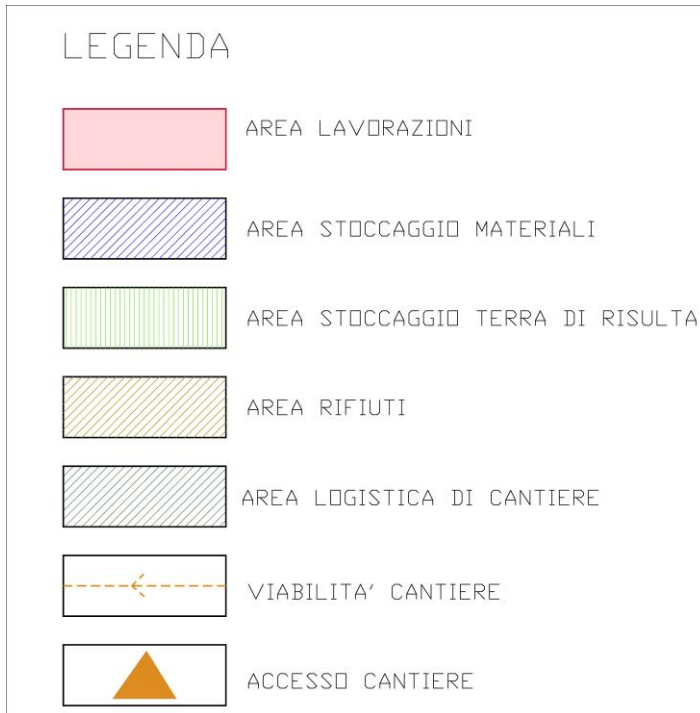 LEGENDA
AREA LAVORAZIONI
AREA STOCCAGGIO MATERIALI
AREA STOCCAGGIO TERRA DI RISULTA
AREA RIFIUTI
AREA LOGISTICA DI CANTIERE
VIABILITA' CANTIERE
ACCESSO CANTIERE